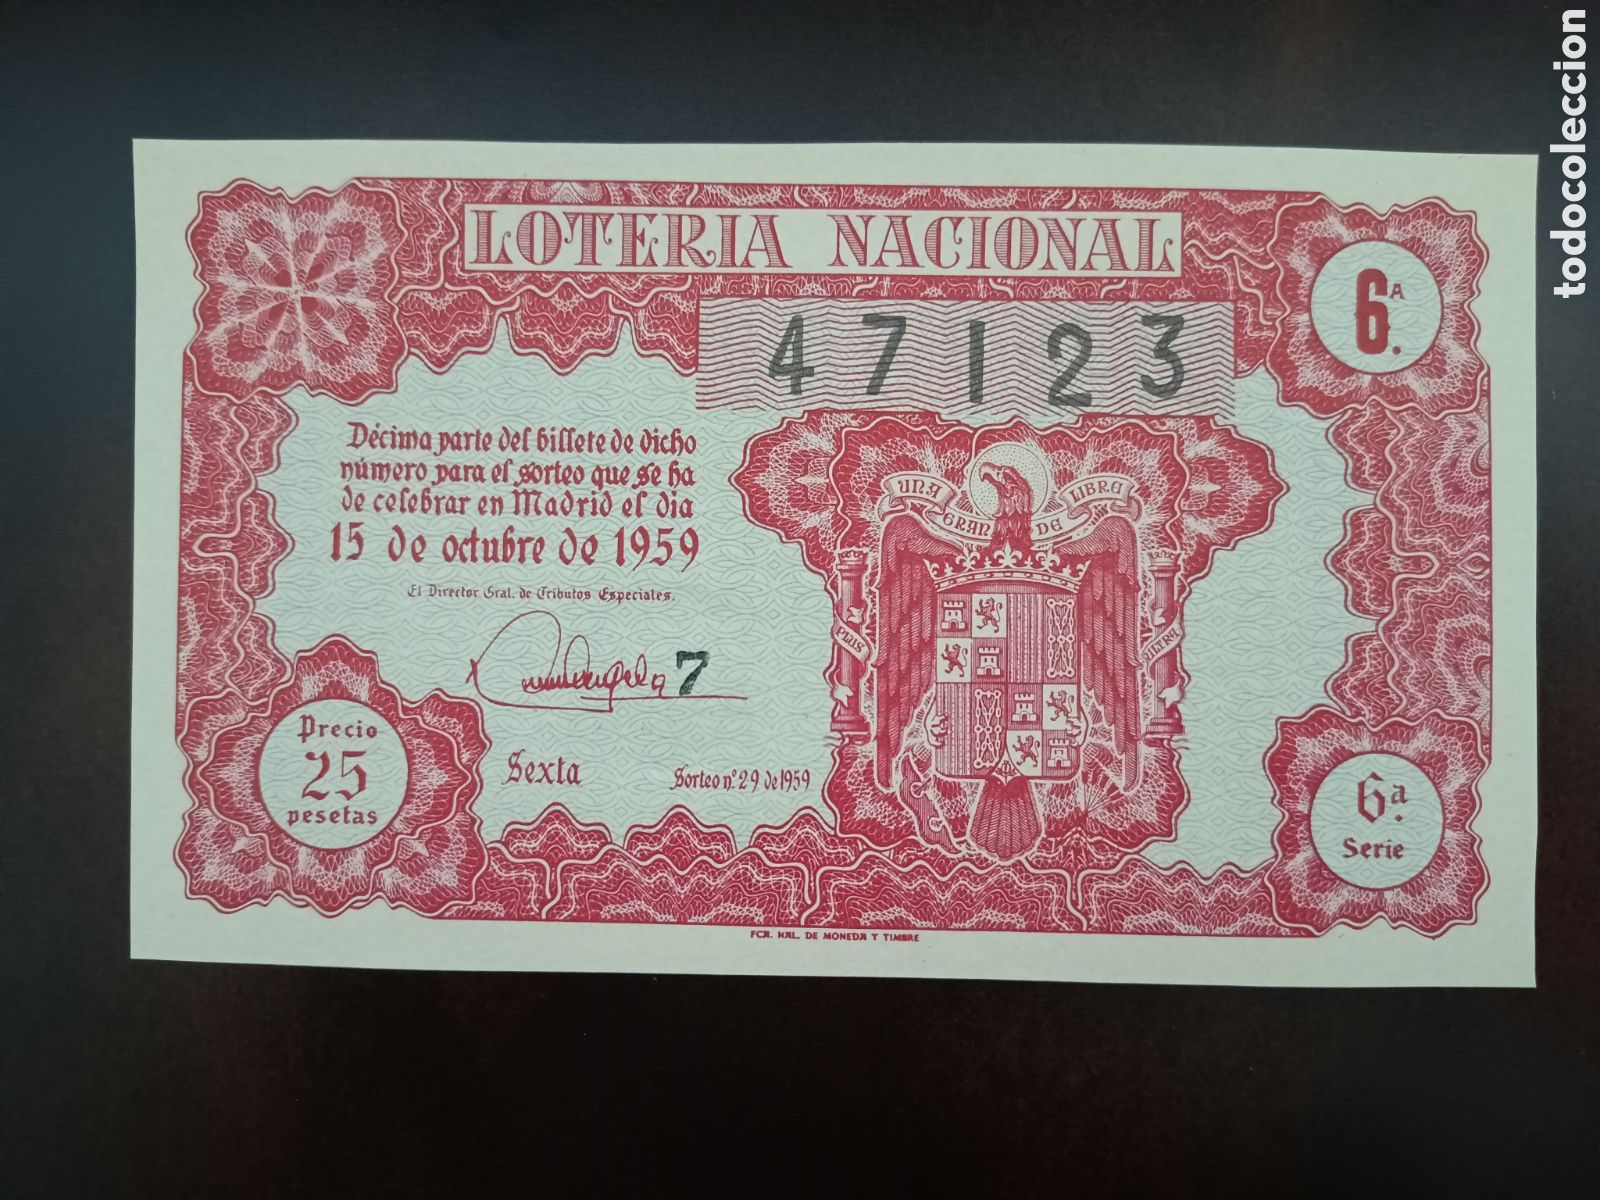 LOTERIA NACIONAL
6.A
47123
Décima parte del billete de dicho
número para el sorteo que se ha
de celebrar en Madrid el dia
15 de octubre de 1959
El Director Gral. de Tributos Especiales.
7
UNA GRANDE LIBRE
PLUS ULTRA
Precio
25
pesetas
Sexta
Sorteo n.º 29 de 1959
6.a
Serie
FCA. NAL. DE MONEDA Y TIMBRE
todocoleccion